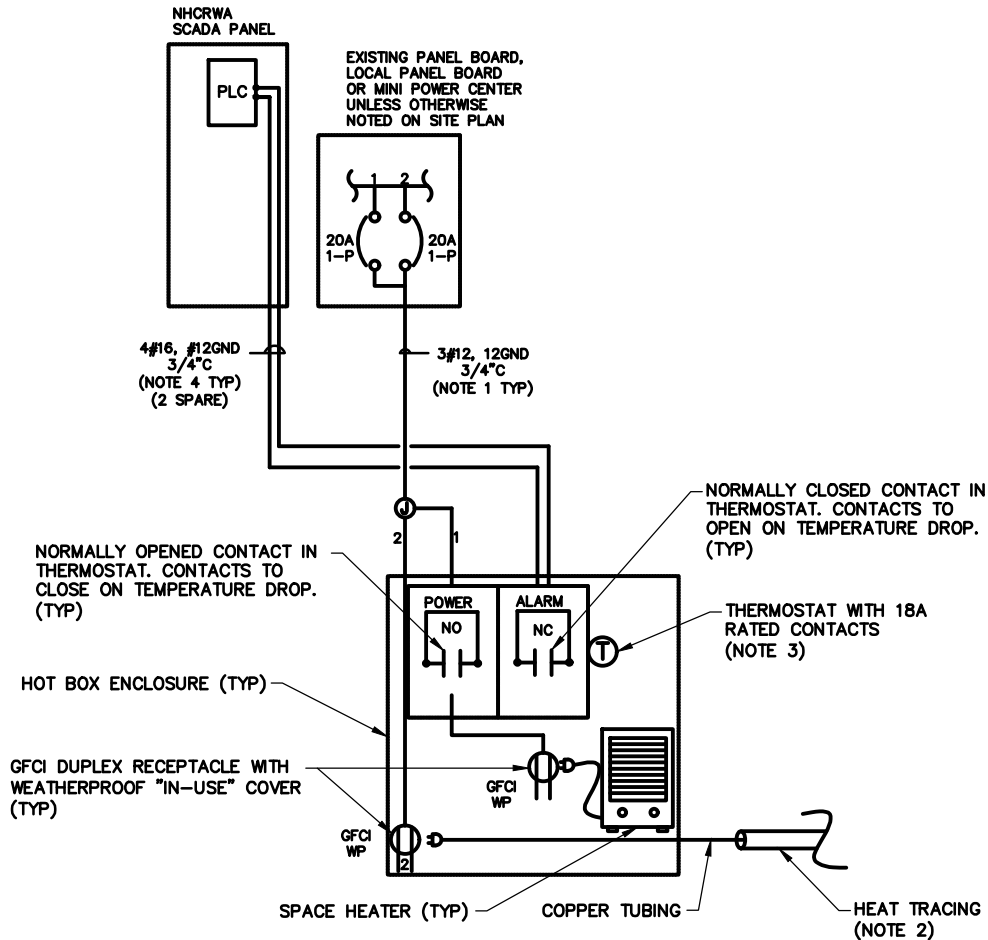 NHCRWA
SCADA PANEL
PLC
EXISTING PANEL BOARD,
LOCAL PANEL BOARD
OR MINI POWER CENTER
UNLESS OTHERWISE
NOTED ON SITE PLAN
1 2
20A
1-P
20A
1-P
4#16, #12GND
3/4"C
(NOTE 4 TYP)
(2 SPARE)
3#12, 12GND
3/4"C
(NOTE 1 TYP)
J
2 1
NORMALLY CLOSED CONTACT IN
THERMOSTAT. CONTACTS TO
OPEN ON TEMPERATURE DROP.
(TYP)
NORMALLY OPENED CONTACT IN
THERMOSTAT. CONTACTS TO
CLOSE ON TEMPERATURE DROP.
(TYP)
POWER
NO
ALARM
NC
T
THERMOSTAT WITH 18A
RATED CONTACTS
(NOTE 3)
HOT BOX ENCLOSURE (TYP)
GFCI DUPLEX RECEPTACLE WITH
WEATHERPROOF "IN-USE" COVER
(TYP)
GFCI
WP
GFCI
WP
2
SPACE HEATER (TYP)
COPPER TUBING
HEAT TRACING
(NOTE 2)